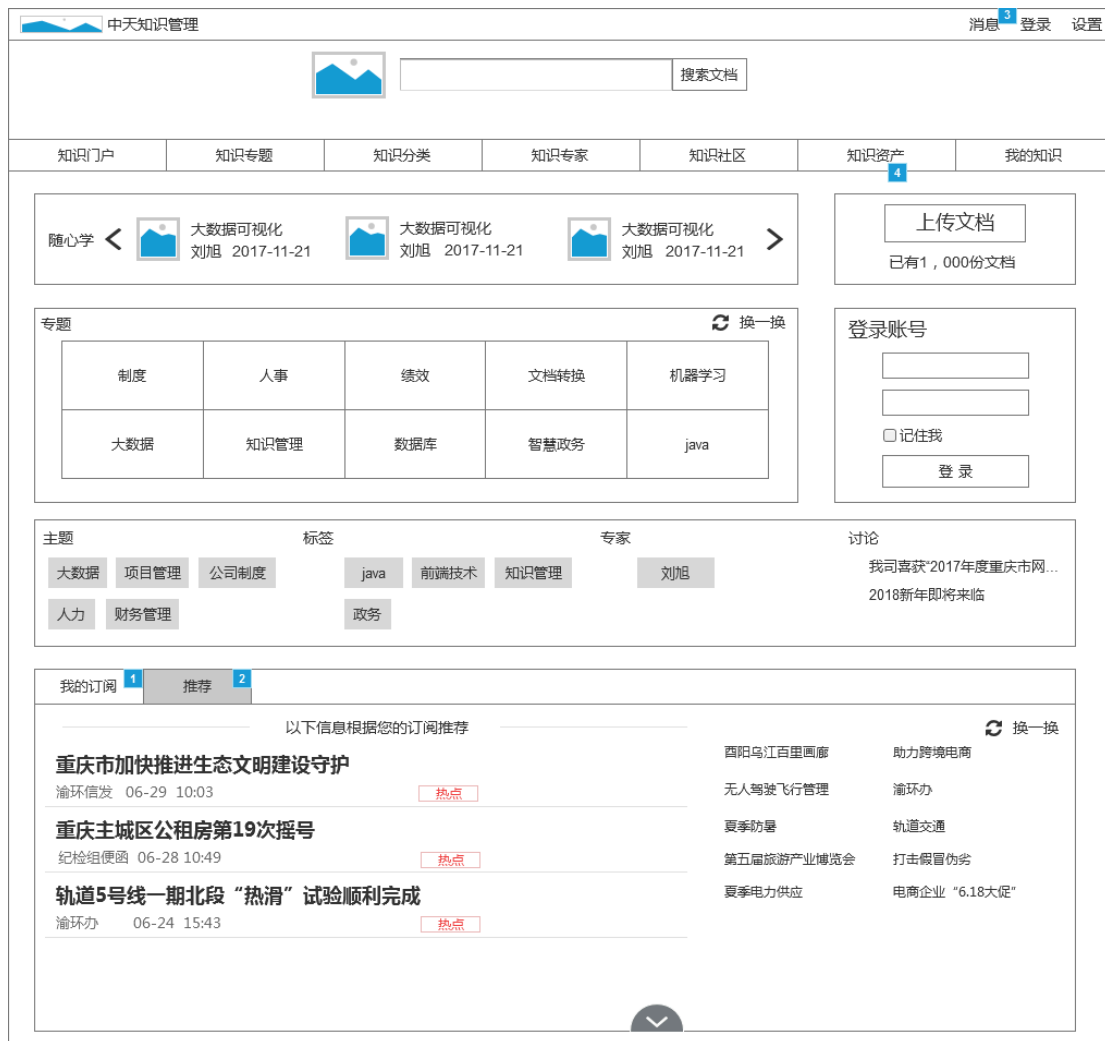 中天知识管理
消息 3 登录 设置
搜索文档
知识门户 知识专题 知识分类 知识专家 知识社区 知识资产 我的知识
4
随心学
大数据可视化
刘旭 2017-11-21
大数据可视化
刘旭 2017-11-21
大数据可视化
刘旭 2017-11-21
上传文档
已有1，000份文档
专题
换一换
制度 人事 绩效 文档转换 机器学习
大数据 知识管理 数据库 智慧政务 java
登录账号
记住我
登 录
主题
大数据 项目管理 公司制度
人力 财务管理
标签
java 前端技术 知识管理
政务
专家
刘旭
讨论
我司喜获“2017年度重庆市网...
2018新年即将来临
我的订阅 1 推荐 2
以下信息根据您的订阅推荐
重庆市加快推进生态文明建设守护
渝环信发 06-29 10:03 热点
重庆主城区公租房第19次摇号
纪检组便函 06-28 10:49 热点
轨道5号线一期北段“热滑”试验顺利完成
渝环办 06-24 15:43 热点
换一换
酉阳乌江百里画廊 助力跨境电商
无人驾驶飞行管理 渝环办
夏季防暑 轨道交通
第五届旅游产业博览会 打击假冒伪劣
夏季电力供应 电商企业“6.18大促”